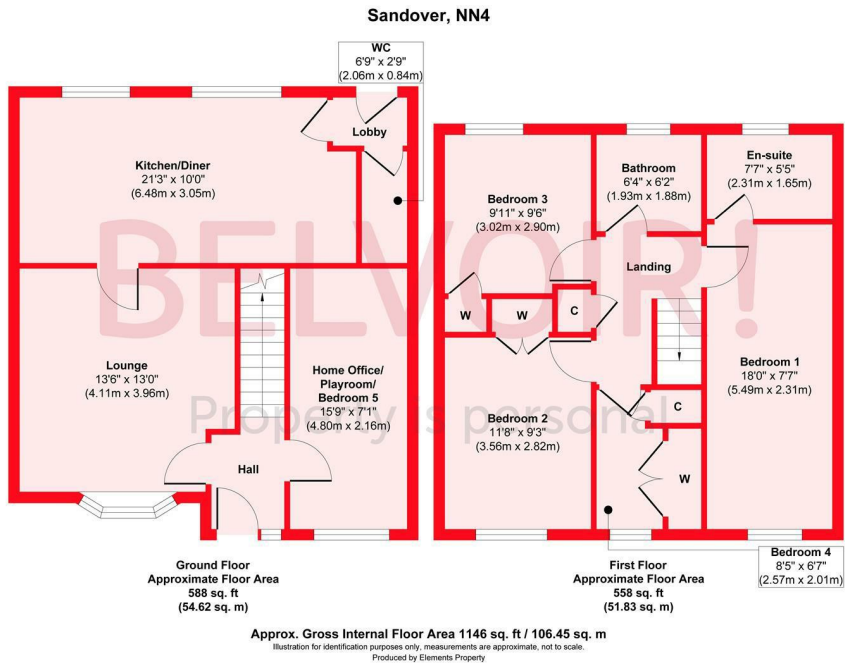 Sandover, NN4
WC
6'9" x 2'9"
(2.06m x 0.84m)
Lobby
Kitchen/Diner
21'3" x 10'0"
(6.48m x 3.05m)
Lounge
13'6" x 13'0"
(4.11m x 3.96m)
Home Office/
Playroom/
Bedroom 5
15'9" x 7'1"
(4.80m x 2.16m)
Hall
Bedroom 3
9'11" x 9'6"
(3.02m x 2.90m)
Bathroom
6'4" x 6'2"
(1.93m x 1.88m)
En-suite
7'7" x 5'5"
(2.31m x 1.65m)
Landing
W
W
C
Bedroom 2
11'8" x 9'3"
(3.56m x 2.82m)
Bedroom 1
18'0" x 7'7"
(5.49m x 2.31m)
C
W
Bedroom 4
8'5" x 6'7"
(2.57m x 2.01m)
BELVOIR!
Property is personal
Ground Floor
Approximate Floor Area
588 sq. ft
(54.62 sq. m)
First Floor
Approximate Floor Area
558 sq. ft
(51.83 sq. m)
Approx. Gross Internal Floor Area 1146 sq. ft / 106.45 sq. m
Illustration for identification purposes only, measurements are approximate, not to scale.
Produced by Elements Property